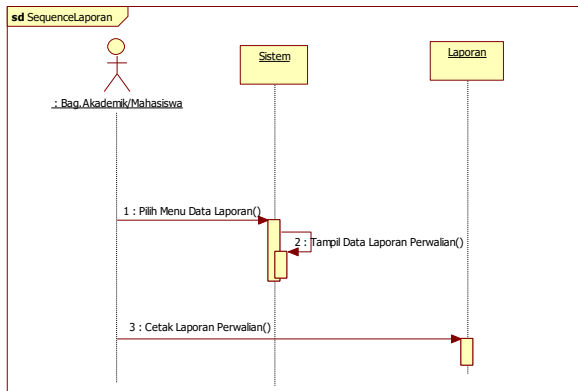 sd SequenceLaporan
Sistem
Laporan
: Bag.Akademik/Mahasiswa
1 : Pilih Menu Data Laporan()
2 : Tampil Data Laporan Perwalian()
3 : Cetak Laporan Perwalian()